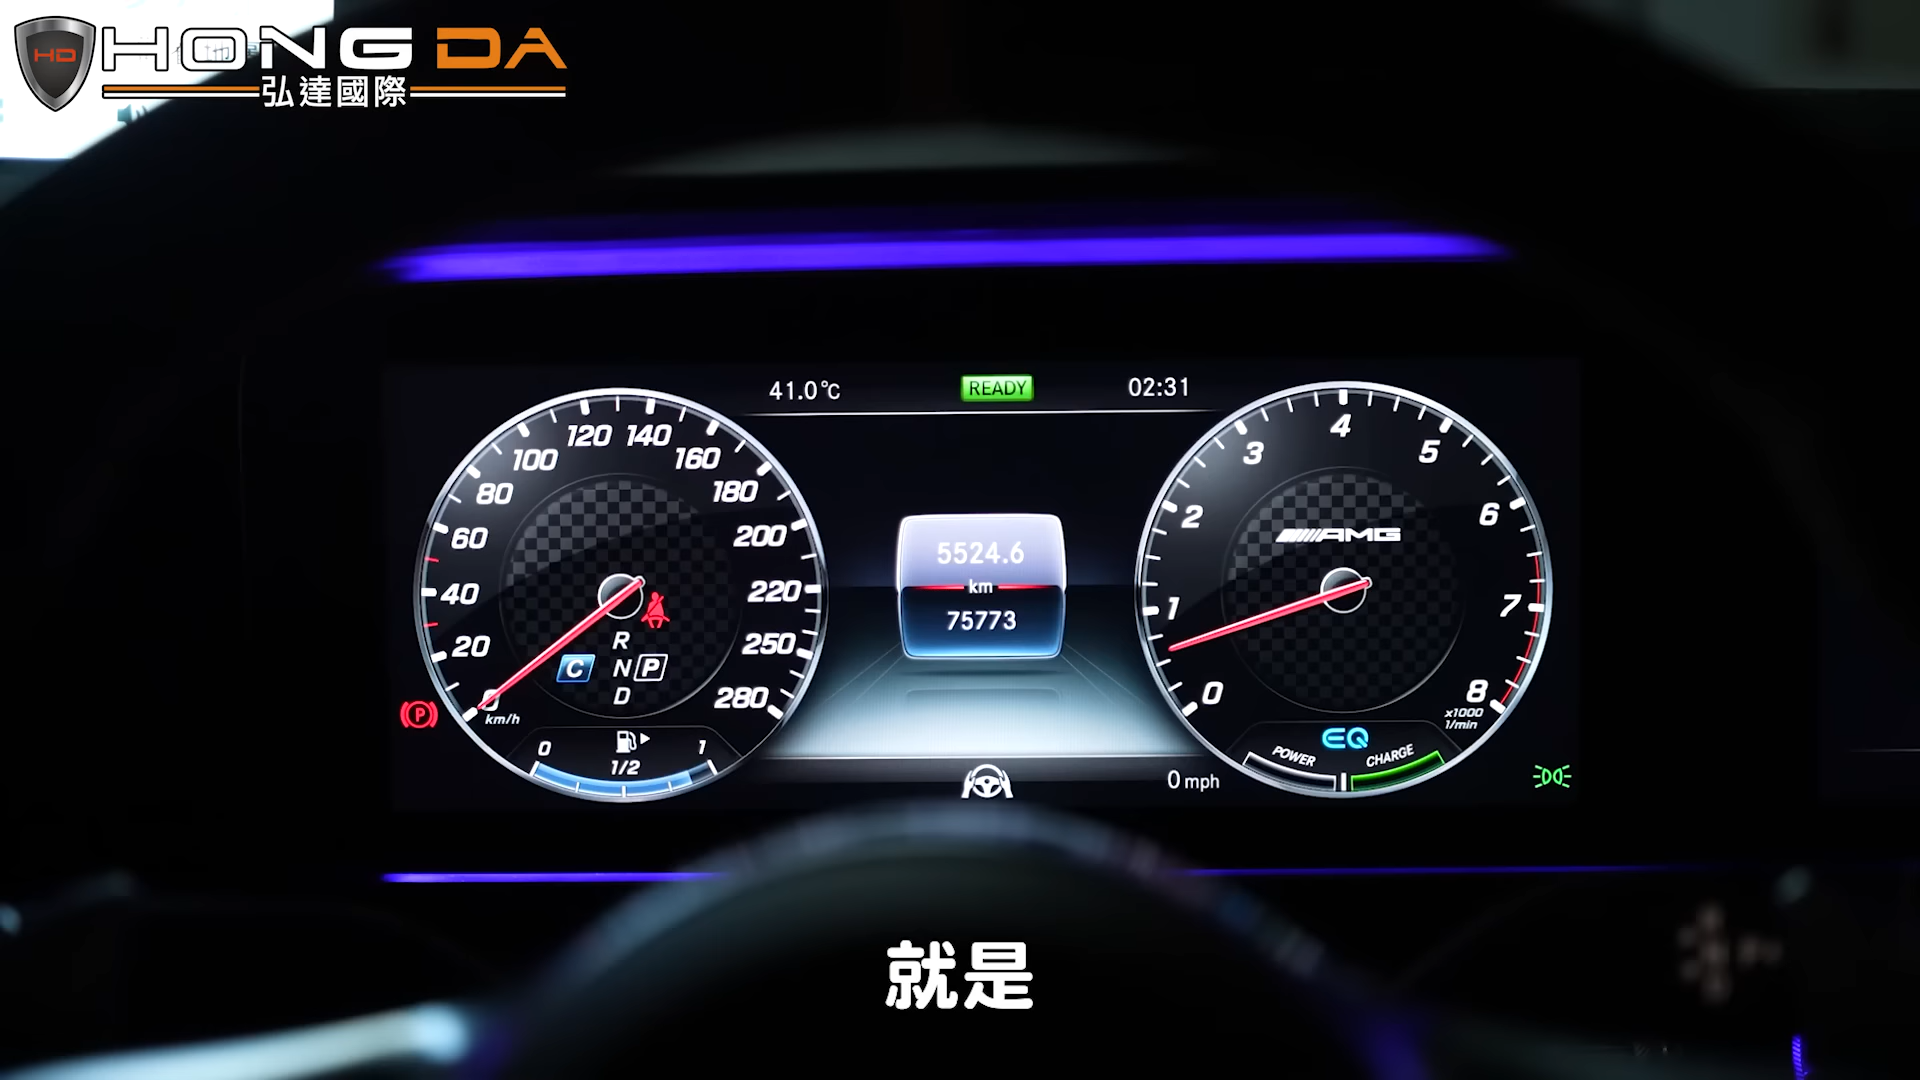 HD
HONG DA
弘達國際
41.0°C
READY
02:31
0
20
40
60
80
100
120
140
160
180
200
220
250
280
km/h
R
C
N P
D
P
0
1/2
1
5524.6
km
75773
0 mph
0
1
2
3
4
5
6
7
8
x1000
1/min
AMG
EQ
POWER
CHARGE
就是